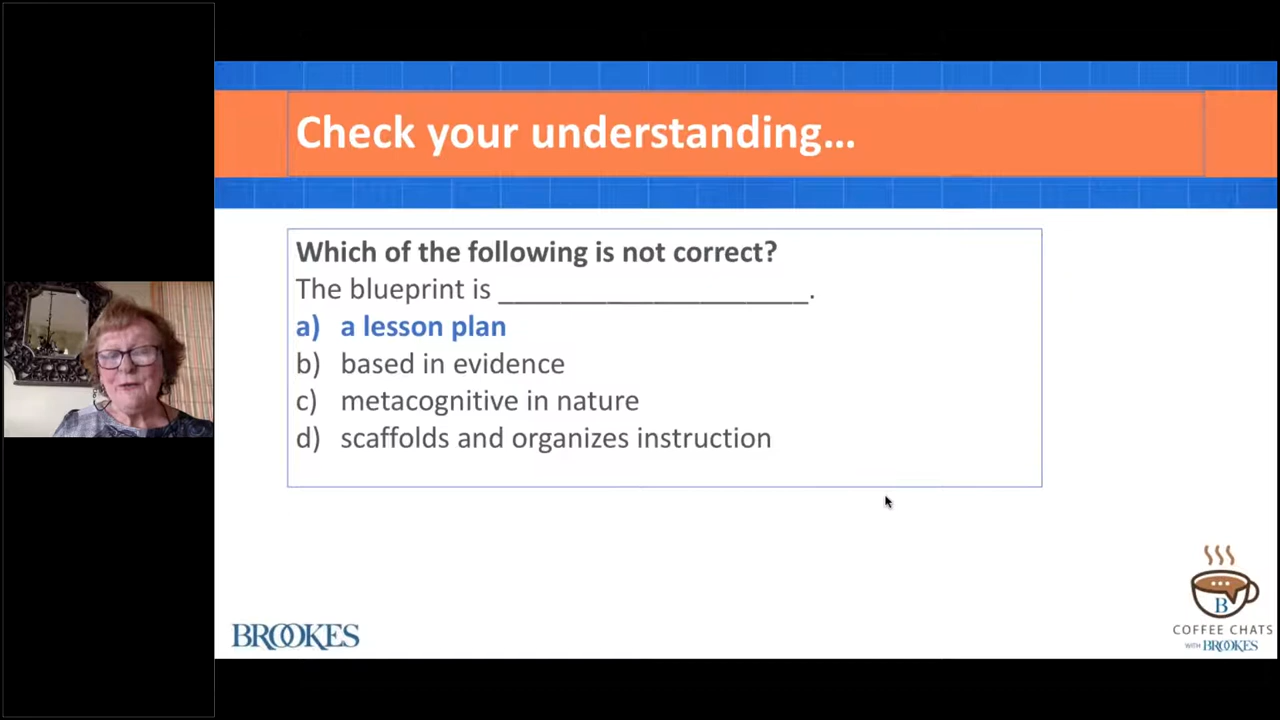 Check your understanding...
Which of the following is not correct?
The blueprint is ____________________.
a) a lesson plan
b) based in evidence
c) metacognitive in nature
d) scaffolds and organizes instruction
B
COFFEE CHATS
WITH BROOKES
BROOKES